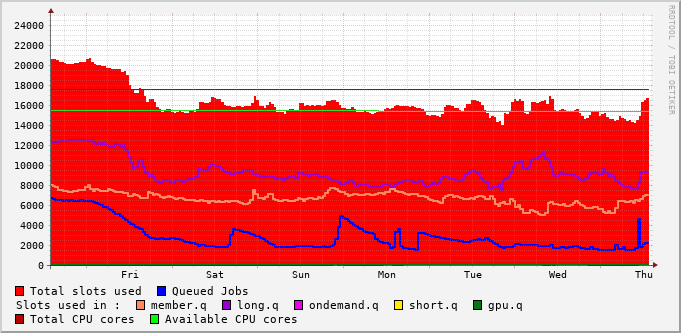 24000
22000
20000
18000
16000
14000
12000
10000
8000
6000
4000
2000
0
Fri Sat Sun Mon Tue Wed Thu
Total slots used Queued Jobs
Slots used in : member.q long.q ondemand.q short.q gpu.q
Total CPU cores Available CPU cores
RRDTOOL / TOBI OETIKER